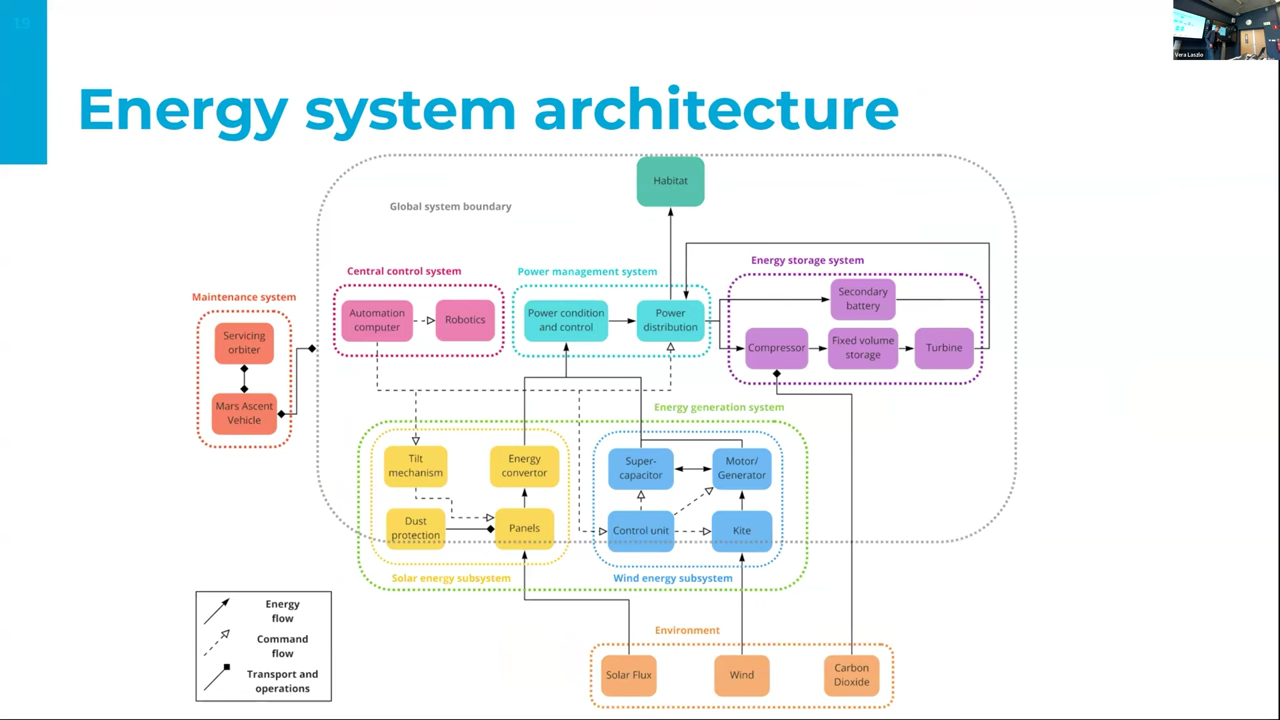 19
Vera Laszlo
Energy system architecture
Habitat
Global system boundary
Central control system
Power management system
Energy storage system
Maintenance system
Automation
computer
Robotics
Power condition
and control
Power
distribution
Secondary
battery
Compressor
Fixed volume
storage
Turbine
Servicing
orbiter
Mars Ascent
Vehicle
Energy generation system
Tilt
mechanism
Energy
convertor
Super-
capacitor
Motor/
Generator
Dust
protection
Panels
Control unit
Kite
Solar energy subsystem
Wind energy subsystem
Energy
flow
Command
flow
Transport and
operations
Environment
Solar Flux
Wind
Carbon
Dioxide